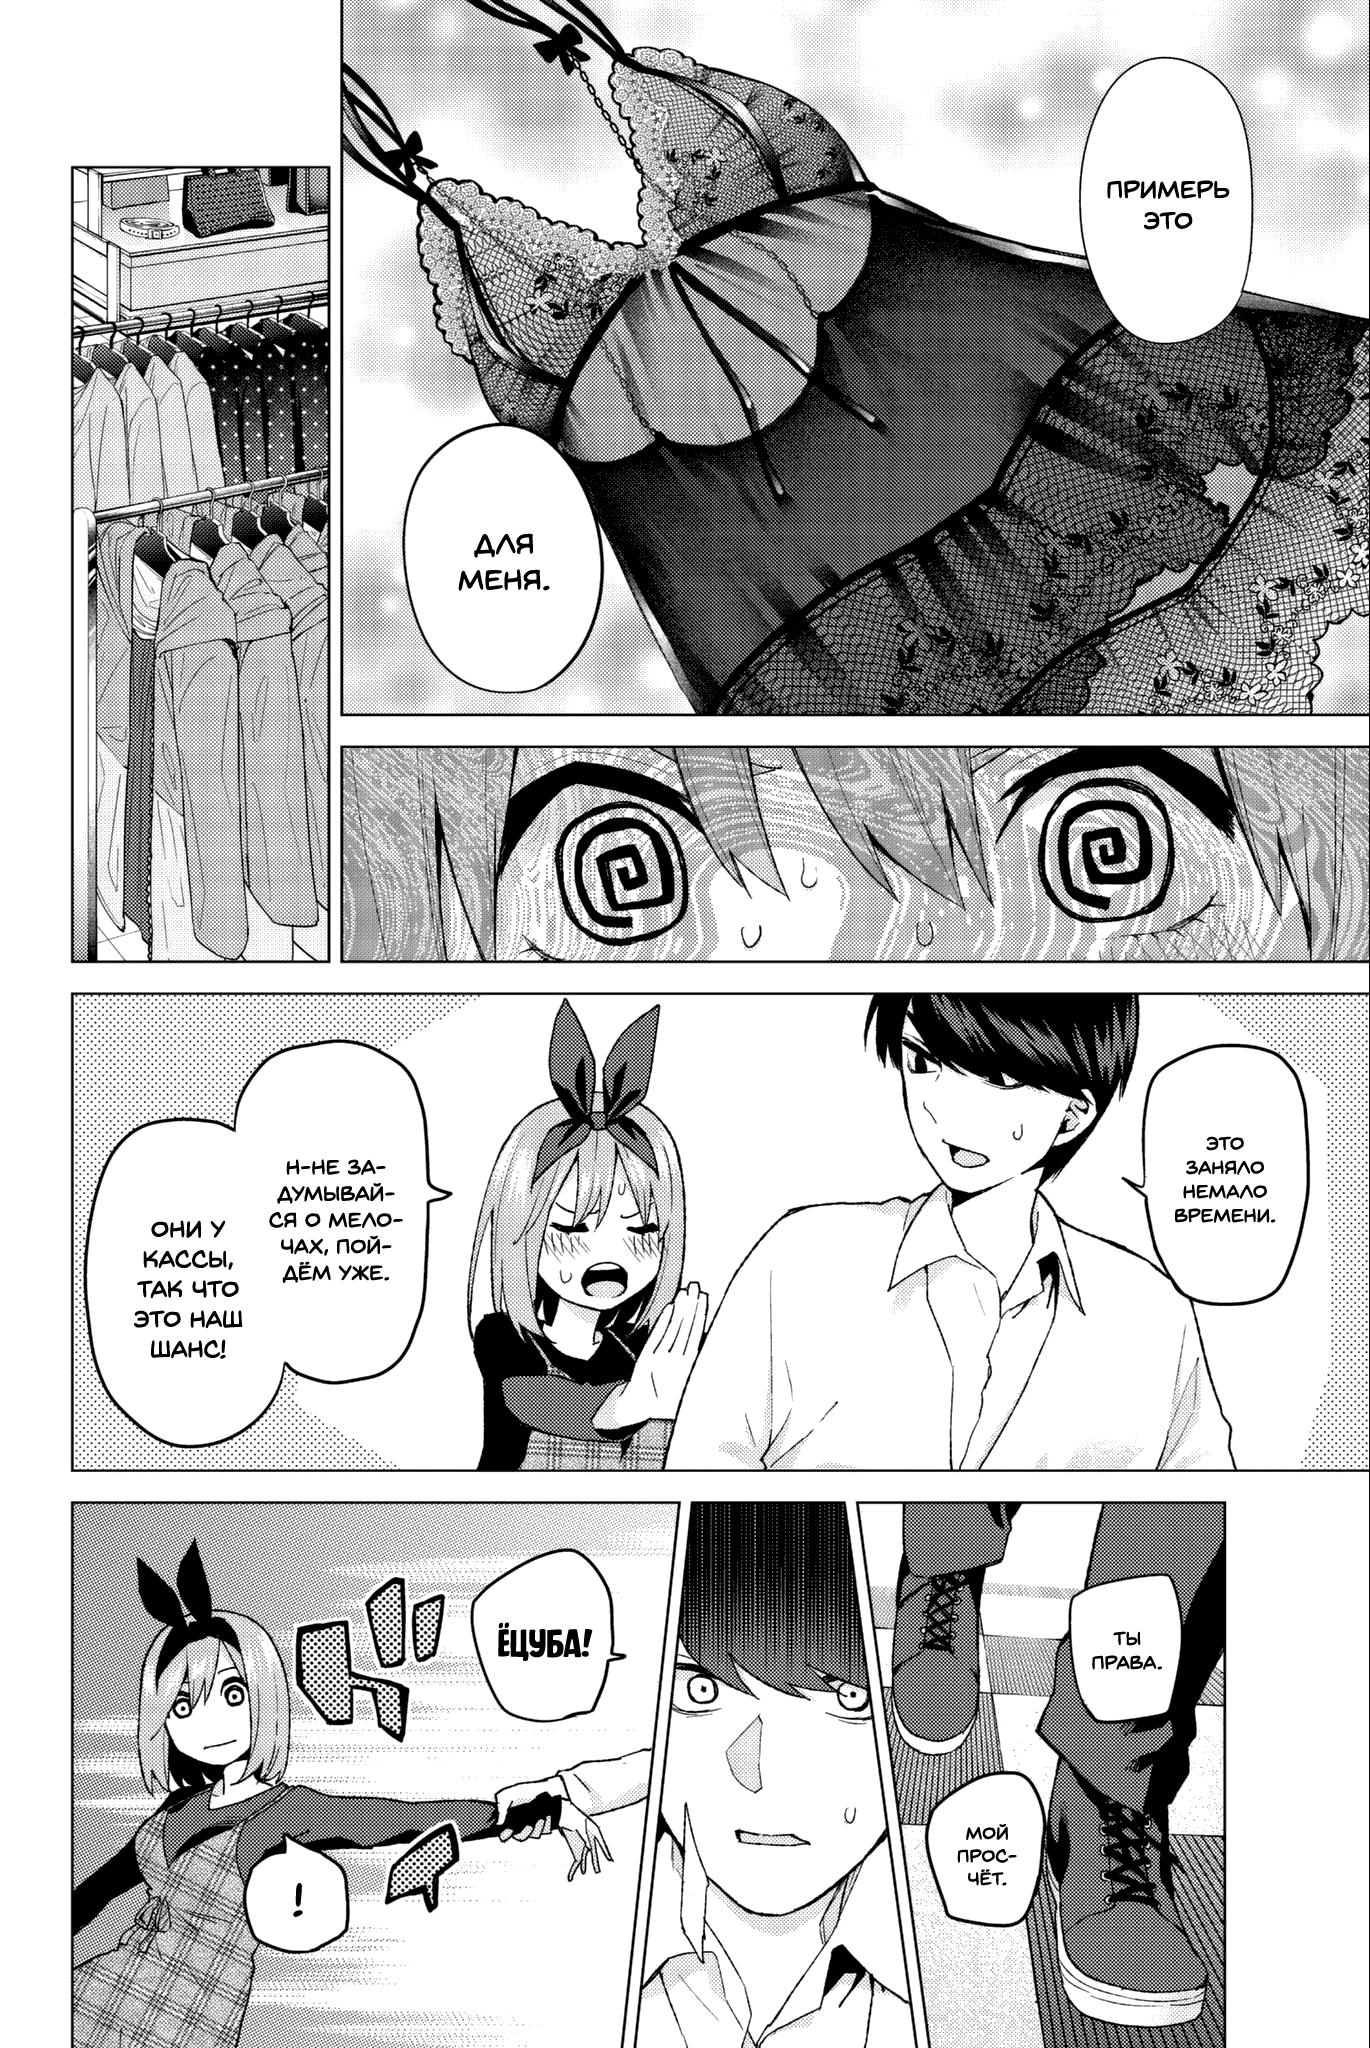 ПРИМЕРЬ
ЭТО
ДЛЯ
МЕНЯ.
ЭТО
ЗАНЯЛО
НЕМАЛО
ВРЕМЕНИ.
Н-НЕ ЗА-
ДУМЫВАЙ-
СЯ О МЕЛО-
ЧАХ, ПОЙ-
ДЁМ УЖЕ.
ОНИ У
КАССЫ,
ТАК ЧТО
ЭТО НАШ
ШАНС!
ТЫ
ПРАВА.
МОЙ
ПРОС-
ЧЁТ.
ЁЦУБА!
!